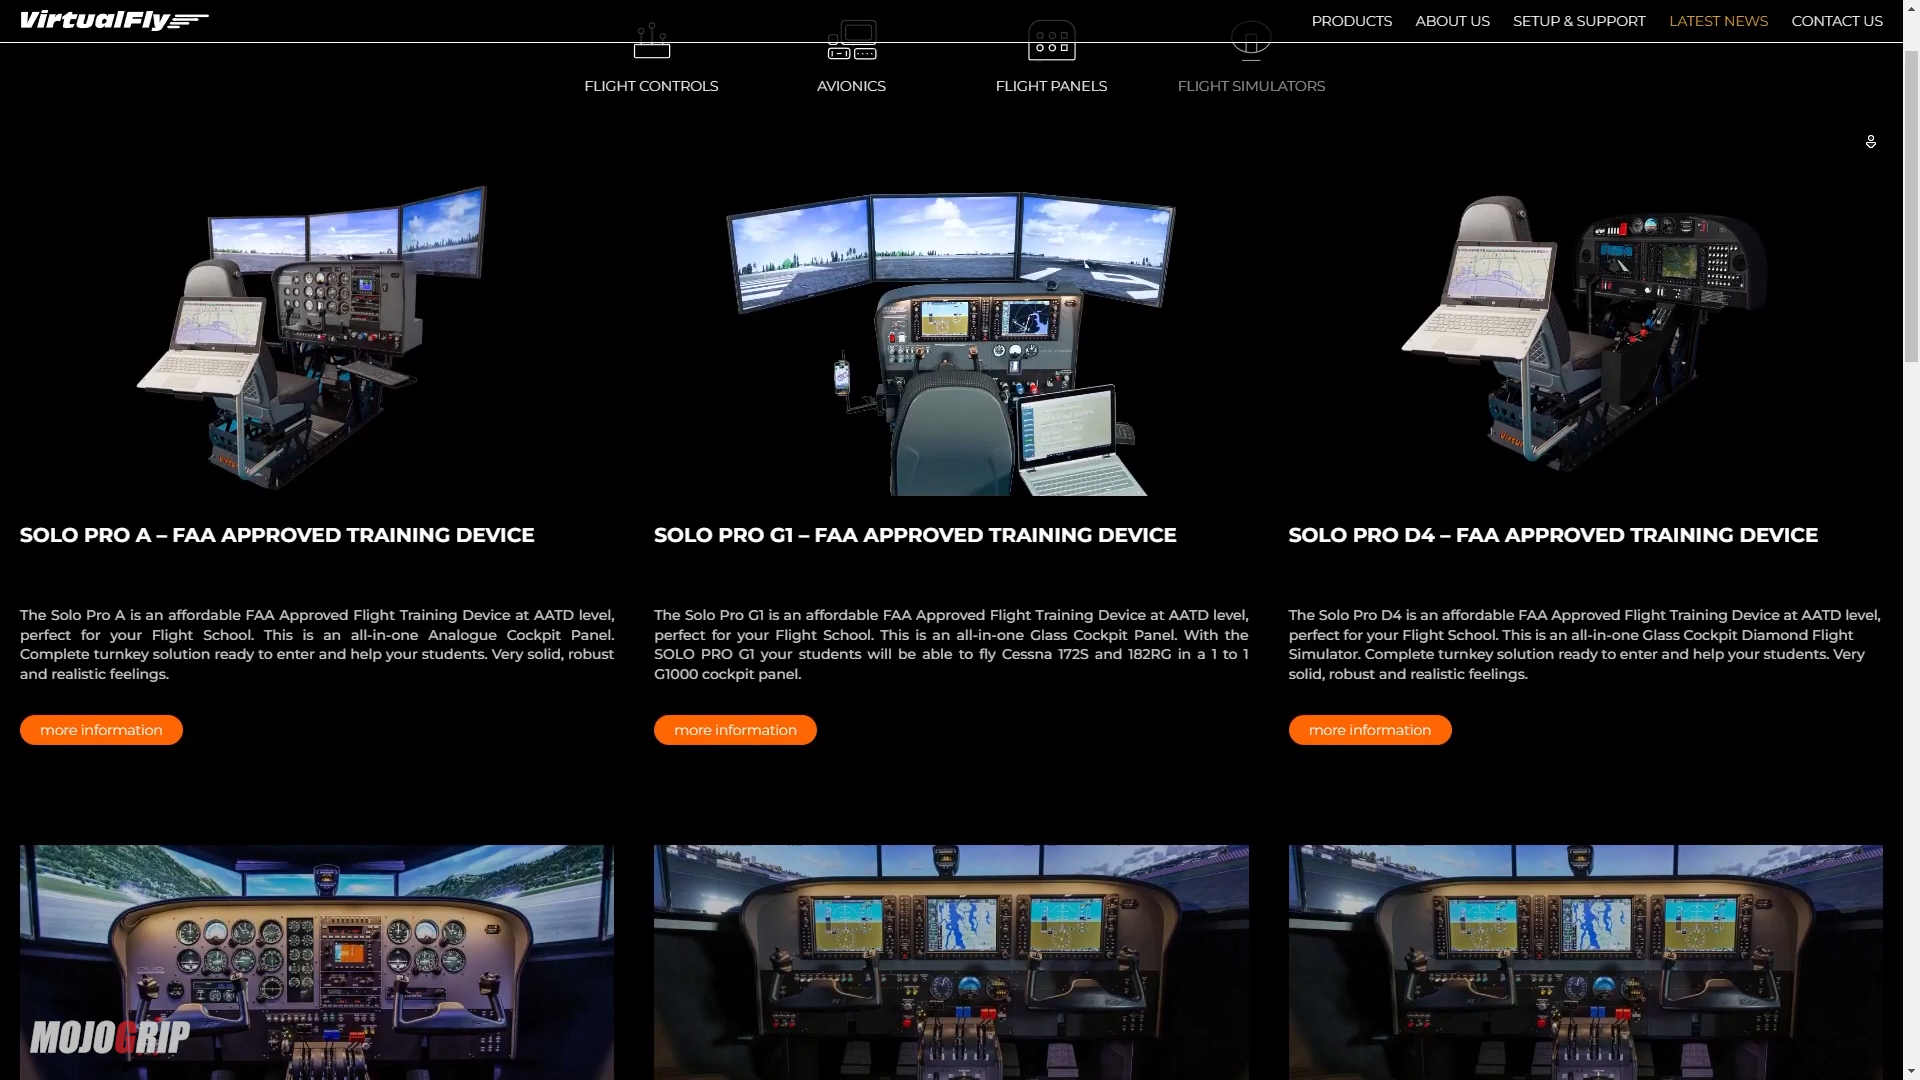 VirtualFly
PRODUCTS ABOUT US SETUP & SUPPORT LATEST NEWS CONTACT US
FLIGHT CONTROLS AVIONICS FLIGHT PANELS FLIGHT SIMULATORS
SOLO PRO A – FAA APPROVED TRAINING DEVICE
The Solo Pro A is an affordable FAA Approved Flight Training Device at AATD level,
perfect for your Flight School. This is an all-in-one Analogue Cockpit Panel.
Complete turnkey solution ready to enter and help your students. Very solid, robust
and realistic feelings.
more information
SOLO PRO G1 – FAA APPROVED TRAINING DEVICE
The Solo Pro G1 is an affordable FAA Approved Flight Training Device at AATD level,
perfect for your Flight School. This is an all-in-one Glass Cockpit Panel. With the
SOLO PRO G1 your students will be able to fly Cessna 172S and 182RG in a 1 to 1
G1000 cockpit panel.
more information
SOLO PRO D4 – FAA APPROVED TRAINING DEVICE
The Solo Pro D4 is an affordable FAA Approved Flight Training Device at AATD level,
perfect for your Flight School. This is an all-in-one Glass Cockpit Diamond Flight
Simulator. Complete turnkey solution ready to enter and help your students. Very
solid, robust and realistic feelings.
more information
MOJOGRIP